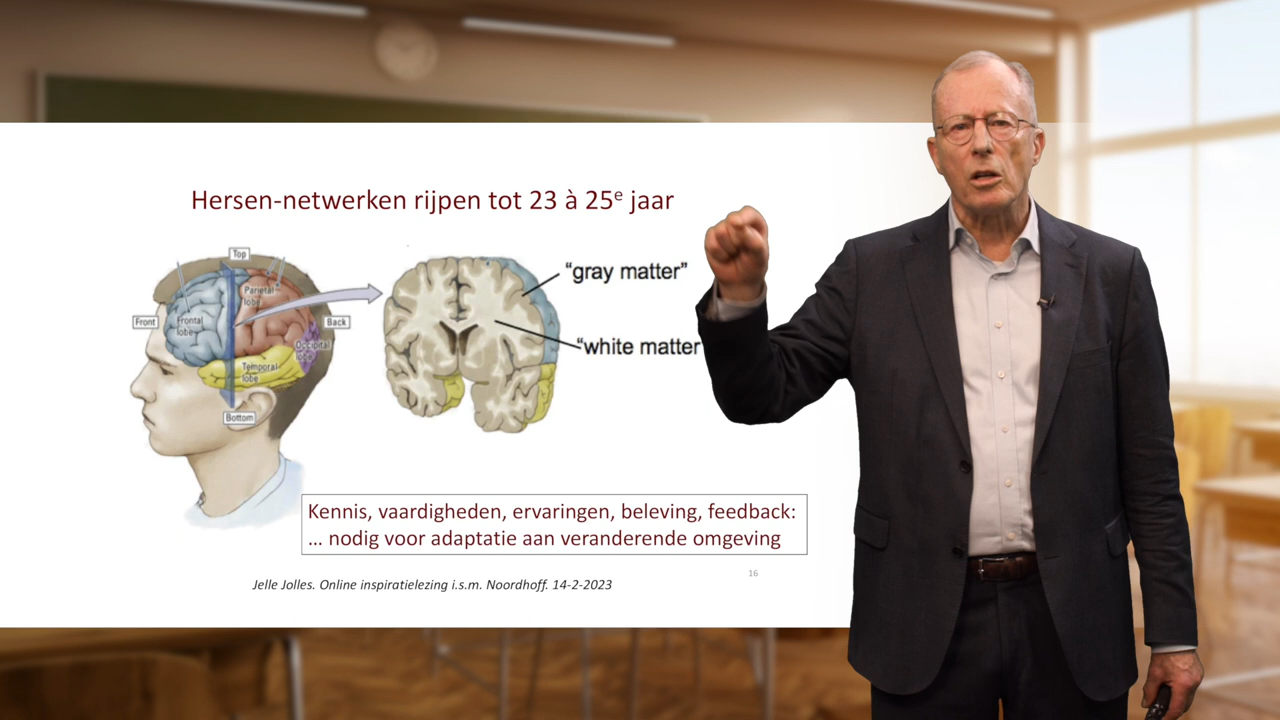 Hersen-netwerken rijpen tot 23 à 25e jaar
Top
Parietal
lobe
Front
Frontal
lobe
Back
Occipital
lobe
Temporal
lobe
Bottom
“gray matter”
“white matter
Kennis, vaardigheden, ervaringen, beleving, feedback:
... nodig voor adaptatie aan veranderende omgeving
16
Jelle Jolles. Online inspiratielezing i.s.m. Noordhoff. 14-2-2023